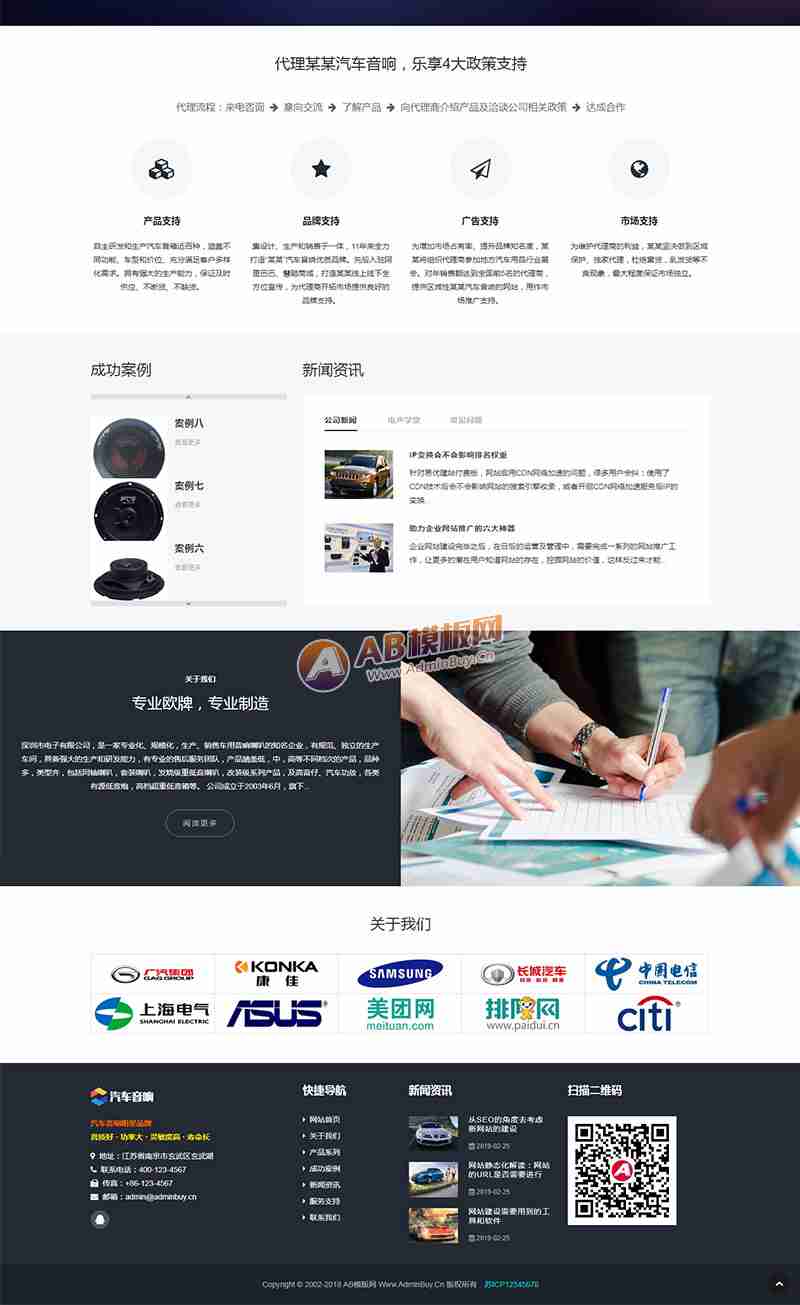 代理某某汽车音响，乐享4大政策支持
代理流程：来电咨询 → 意向交流 → 了解产品 → 向代理商介绍产品及洽谈公司相关政策 → 达成合作
产品支持
自主研发和生产汽车音箱近百种，涵盖不
同功能、车型和价位，充分满足客户多样
化需求。拥有强大的生产能力，保证及时
供应、不断货、不缺货。
品牌支持
集设计、生产和销售于一体，11年来全力
打造“某某”汽车音响优质品牌。先后入驻阿
里巴巴、慧聪商城，打造某某线上线下全
方位宣传，为代理商开拓市场提供良好的
品牌支持。
广告支持
为增加市场占有率、提升品牌知名度，某
某将组织代理商参加地方汽车用品行业展
会。对年销售额达到全国前5名的代理商，
提供区域性某某汽车音响的网站，用作市
场推广支持。
市场支持
为维护代理商的利益，某某坚决做到区域
保护、独家代理，杜绝窜货，乱发货等不
良现象，最大程度保证市场独立。
成功案例
案例八
查看更多
案例七
查看更多
案例六
查看更多
新闻资讯
公司新闻 电声学堂 常见问题
IP变换会不会影响排名权重
针对易优建站付费板，网站启用CDN网络加速的问题，很多用户会纠：使用了
CDN技术后会不会影响网站的搜索引擎收录，或者开启CDN网络加速服务后IP的
变换...
助力企业网站推广的六大神器
企业网站建设完毕之后，在日后的运营及管理中，需要完成一系列的网站推广工
作，让更多的潜在用户知道网站的存在，挖掘网站的价值，这样反过来才能...
AB模板网
Www.AdminBuy.Cn
关于我们
专业欧牌，专业制造
深圳市电子有限公司，是一家专业化、规模化，生产、销售车用音响喇叭的知名企业，有规范、独立的生产
车间，具备强大的生产和研发能力，有专业的售后服务团队，产品涵盖低，中，高等不同档次的产品，品种
多，类型齐，包括同轴喇叭，套装喇叭，发烧级重低音喇叭，改装级系列产品，及高音仔、汽车功放，各类
有源低音炮，高档超重低音箱等。 公司成立于2003年6月，旗下...
阅读更多
关于我们
广汽集团
GAC GROUP
KONKA
康佳
SAMSUNG
长城汽车
中国电信
CHINA TELECOM
上海电气
SHANGHAI ELECTRIC
ASUS
美团网
meituan.com
排队网
www.paidui.cn
citi
汽车音响
汽车音响明星品牌
音质好 · 功率大 · 灵敏度高 · 寿命长
地址：江苏省南京市玄武区玄武湖
联系电话：400-123-4567
传真：+86-123-4567
邮箱：admin@adminbuy.cn
快捷导航
网站首页
关于我们
产品系列
成功案例
新闻资讯
服务支持
联系我们
新闻资讯
从SEO的角度去考虑
新网站的建设
2019-02-25
网站静态化解读：网站
的URL是否需要进行
2019-02-25
网站建设需要用到的工
具和软件
2019-02-25
扫描二维码
Copyright © 2002-2018 AB模板网 Www.AdminBuy.Cn 版权所有 苏ICP12345678